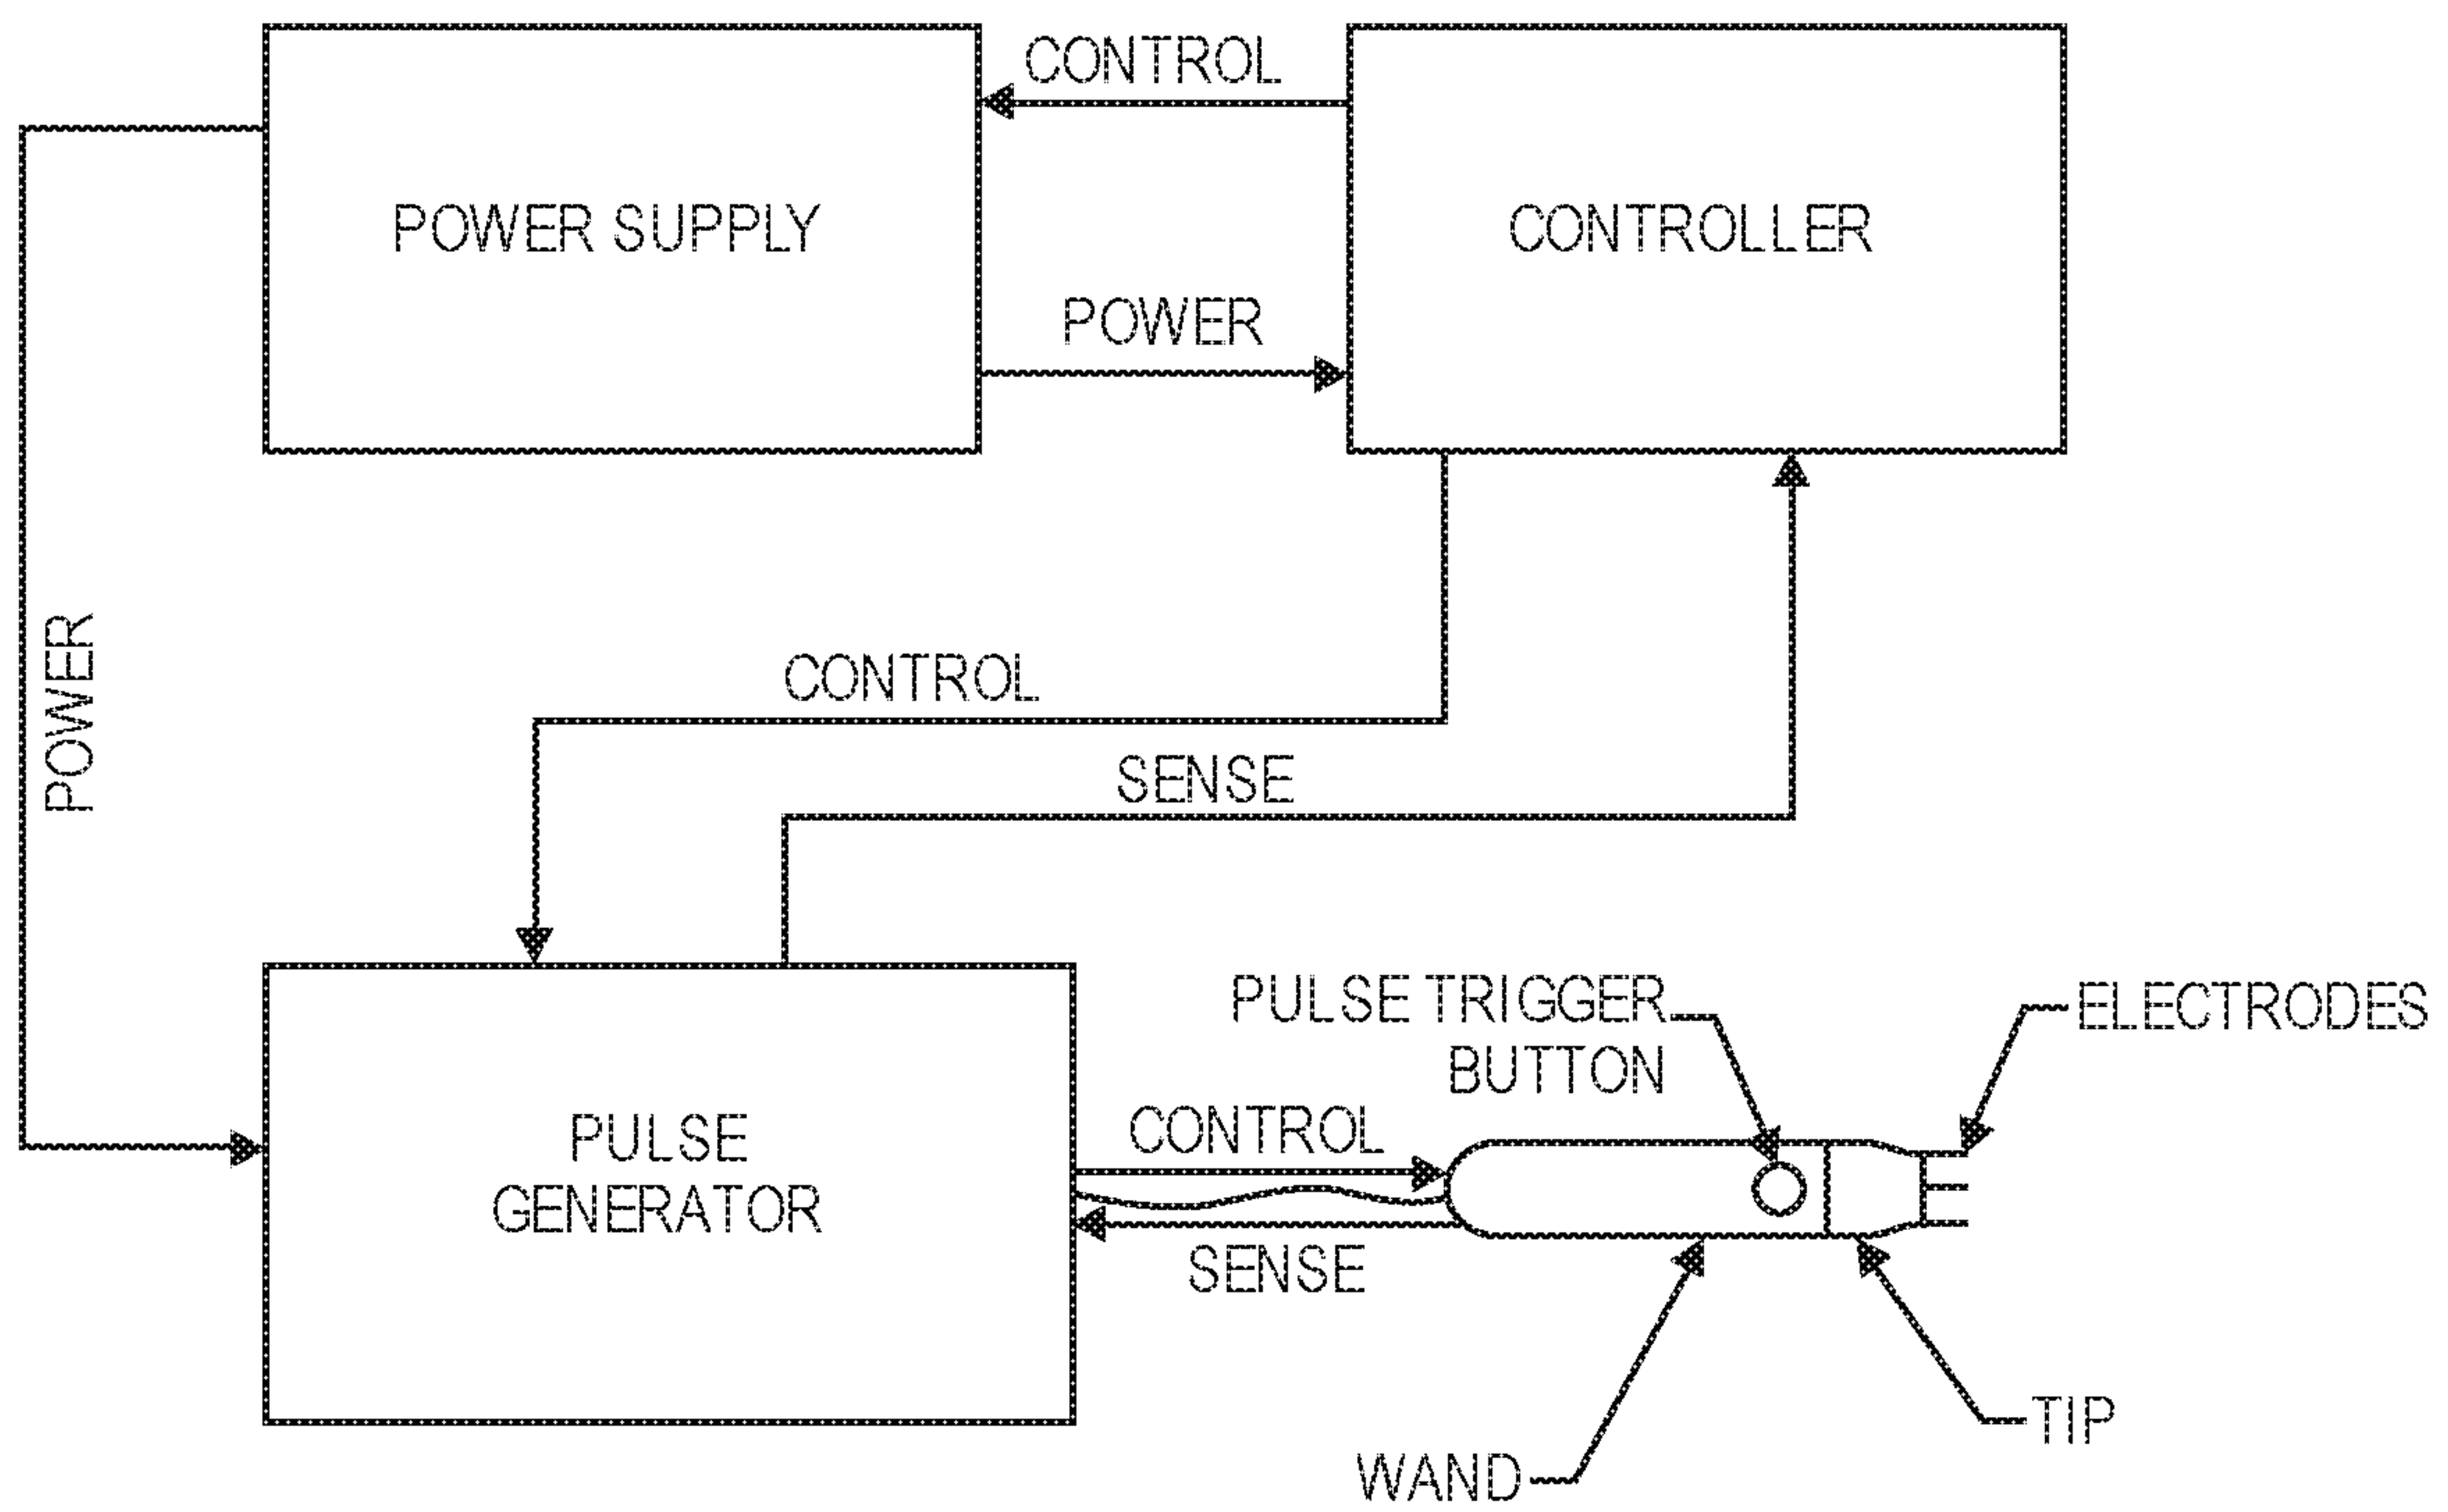 CONTROL
POWER SUPPLY
CONTROLLER
POWER
POWER
CONTROL
SENSE
PULSE TRIGGER
BUTTON
ELECTRODES
PULSE
GENERATOR
CONTROL
SENSE
TIP
WAND